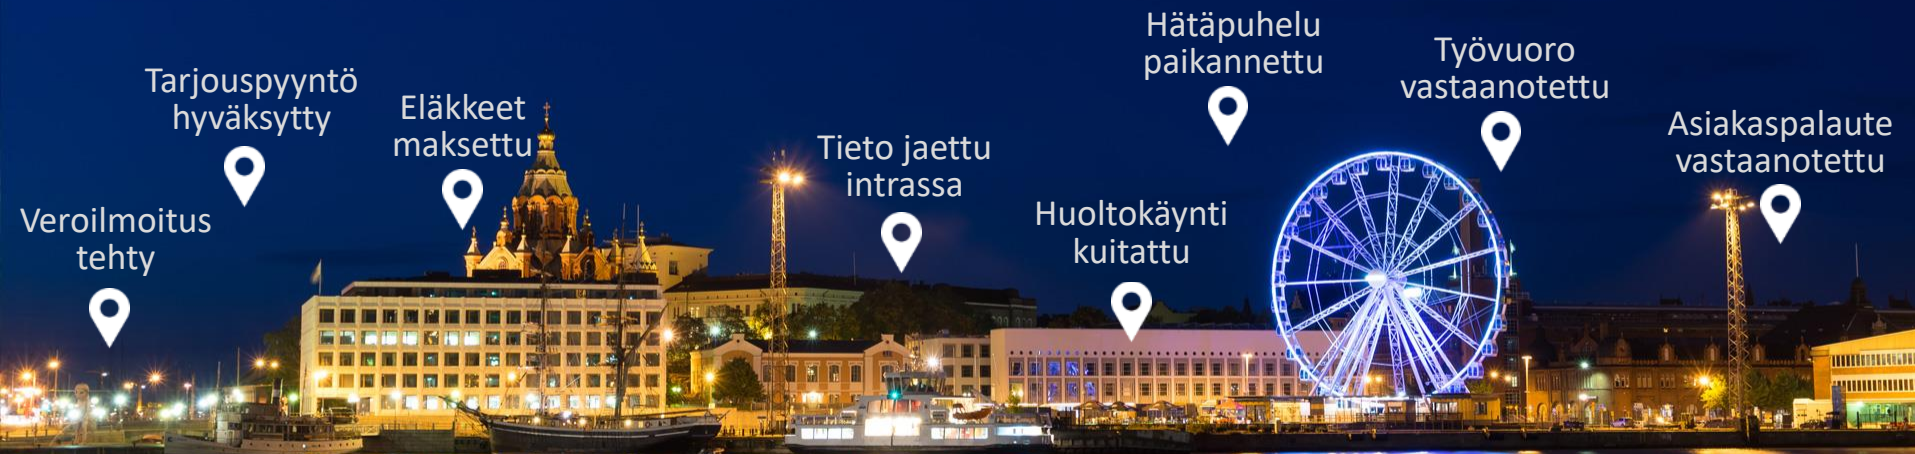 Veroilmoitus
tehty
Tarjouspyyntö
hyväksytty
Eläkkeet
maksettu
Tieto jaettu
intrassa
Huoltokäynti
kuitattu
Hätäpuhelu
paikannettu
Työvuoro
vastaanotettu
Asiakaspalaute
vastaanotettu